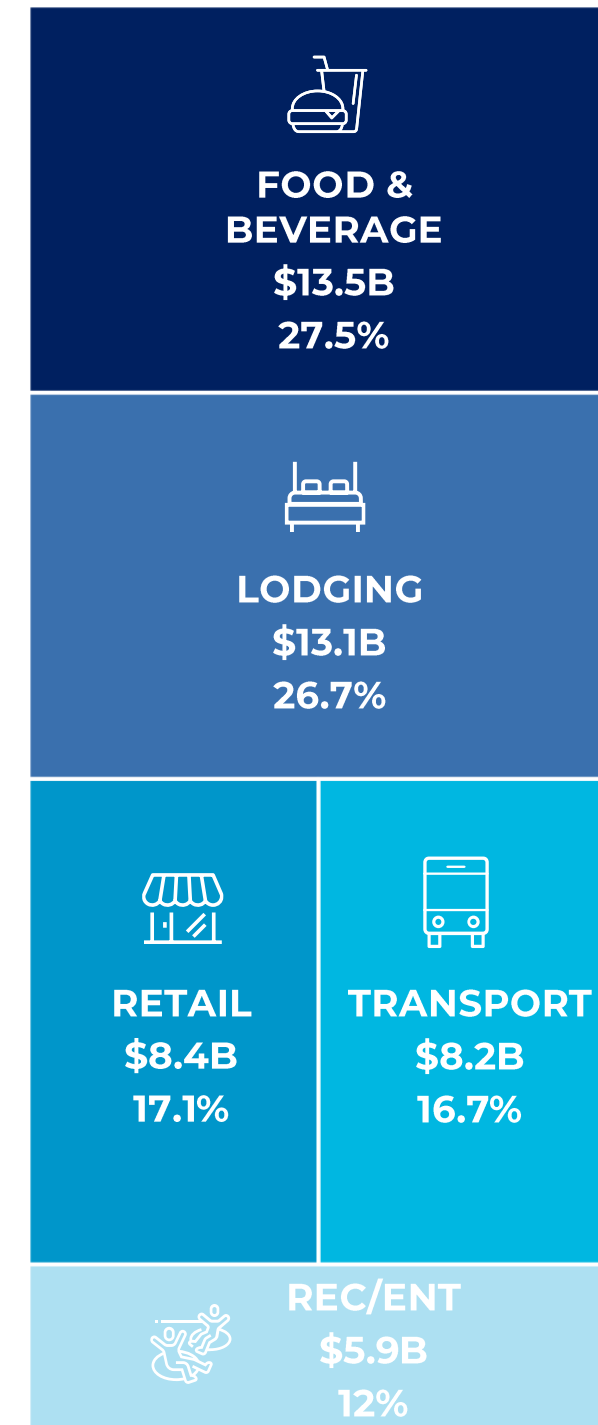 FOOD &
BEVERAGE
$13.5B
27.5%
LODGING
$13.1B
26.7%
RETAIL
$8.4B
17.1%
TRANSPORT
$8.2B
16.7%
REC/ENT
$5.9B
12%